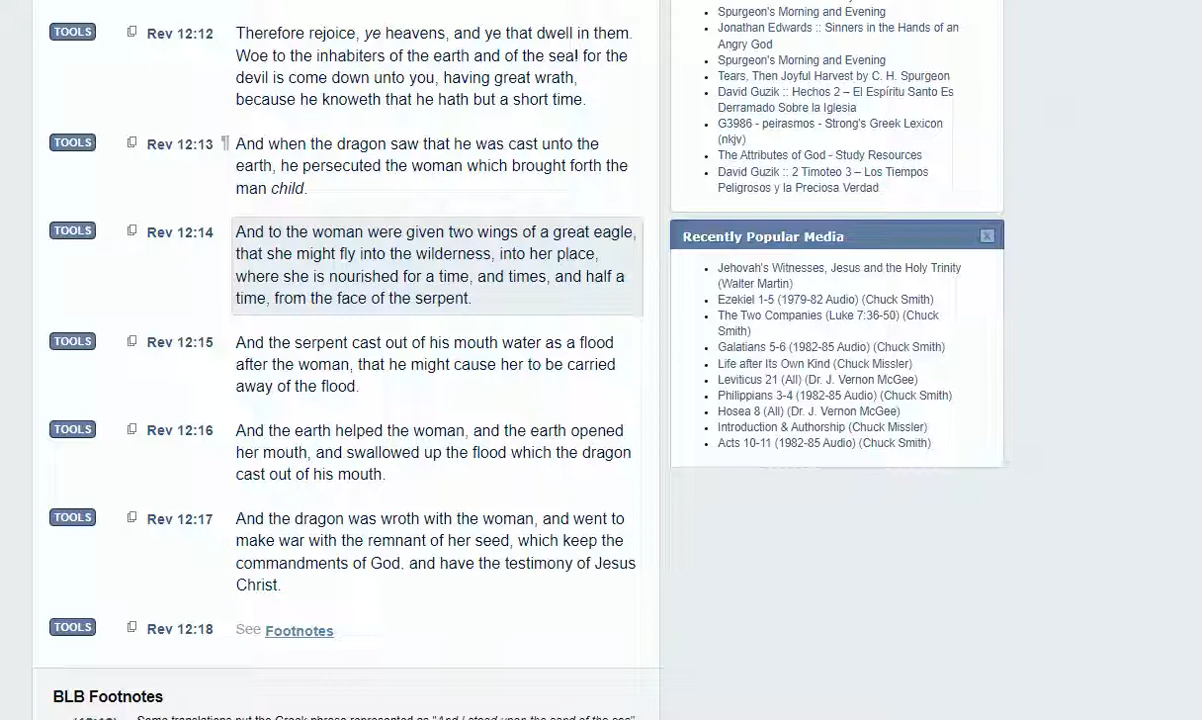 TOOLS Rev 12:12 Therefore rejoice, ye heavens, and ye that dwell in them.
Woe to the inhabiters of the earth and of the sea! for the
devil is come down unto you, having great wrath,
because he knoweth that he hath but a short time.
TOOLS Rev 12:13 ¶ And when the dragon saw that he was cast unto the
earth, he persecuted the woman which brought forth the
man child.
TOOLS Rev 12:14 And to the woman were given two wings of a great eagle,
that she might fly into the wilderness, into her place,
where she is nourished for a time, and times, and half a
time, from the face of the serpent.
TOOLS Rev 12:15 And the serpent cast out of his mouth water as a flood
after the woman, that he might cause her to be carried
away of the flood.
TOOLS Rev 12:16 And the earth helped the woman, and the earth opened
her mouth, and swallowed up the flood which the dragon
cast out of his mouth.
TOOLS Rev 12:17 And the dragon was wroth with the woman, and went to
make war with the remnant of her seed, which keep the
commandments of God, and have the testimony of Jesus
Christ.
TOOLS Rev 12:18 See Footnotes
BLB Footnotes
Some translations put the Greek phrase represented as "And I stood upon the sand of the sea"
Spurgeon's Morning and Evening
Jonathan Edwards :: Sinners in the Hands of an
Angry God
Spurgeon's Morning and Evening
Tears, Then Joyful Harvest by C. H. Spurgeon
David Guzik :: Hechos 2 – El Espíritu Santo Es
Derramado Sobre la Iglesia
G3986 - peirasmos - Strong's Greek Lexicon
(nkjv)
The Attributes of God - Study Resources
David Guzik :: 2 Timoteo 3 – Los Tiempos
Peligrosos y la Preciosa Verdad
Recently Popular Media
Jehovah's Witnesses, Jesus and the Holy Trinity
(Walter Martin)
Ezekiel 1-5 (1979-82 Audio) (Chuck Smith)
The Two Companies (Luke 7:36-50) (Chuck
Smith)
Galatians 5-6 (1982-85 Audio) (Chuck Smith)
Life after Its Own Kind (Chuck Missler)
Leviticus 21 (All) (Dr. J. Vernon McGee)
Philippians 3-4 (1982-85 Audio) (Chuck Smith)
Hosea 8 (All) (Dr. J. Vernon McGee)
Introduction & Authorship (Chuck Missler)
Acts 10-11 (1982-85 Audio) (Chuck Smith)